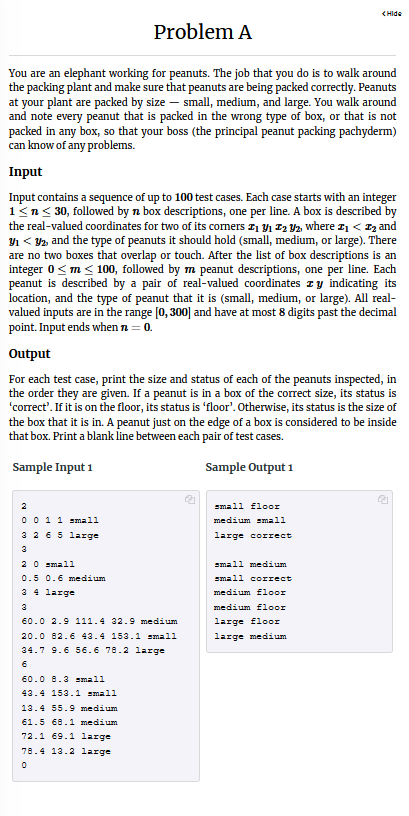 <Hide
Problem A
You are an elephant working for peanuts. The job that you do is to walk around
the packing plant and make sure that peanuts are being packed correctly. Peanuts
at your plant are packed by size — small, medium, and large. You walk around
and note every peanut that is packed in the wrong type of box, or that is not
packed in any box, so that your boss (the principal peanut packing pachyderm)
can know of any problems.
Input
Input contains a sequence of up to 100 test cases. Each case starts with an integer
1 ≤ n ≤ 30, followed by n box descriptions, one per line. A box is described by
the real-valued coordinates for two of its corners x₁ y₁ x₂ y₂, where x₁ < x₂ and
y₁ < y₂, and the type of peanuts it should hold (small, medium, or large). There
are no two boxes that overlap or touch. After the list of box descriptions is an
integer 0 ≤ m ≤ 100, followed by m peanut descriptions, one per line. Each
peanut is described by a pair of real-valued coordinates x y indicating its
location, and the type of peanut that it is (small, medium, or large). All real-
valued inputs are in the range [0, 300] and have at most 8 digits past the decimal
point. Input ends when n = 0.
Output
For each test case, print the size and status of each of the peanuts inspected, in
the order they are given. If a peanut is in a box of the correct size, its status is
‘correct’. If it is on the floor, its status is ‘floor’. Otherwise, its status is the size of
the box that it is in. A peanut just on the edge of a box is considered to be inside
that box. Print a blank line between each pair of test cases.
Sample Input 1
2
0 0 1 1 small
3 2 6 5 large
3
2 0 small
0.5 0.6 medium
3 4 large
3
60.0 2.9 111.4 32.9 medium
20.0 82.6 43.4 153.1 small
34.7 9.6 56.6 78.2 large
6
60.0 8.3 small
43.4 153.1 small
13.4 55.9 medium
61.5 68.1 medium
72.1 69.1 large
78.4 13.2 large
0
Sample Output 1
small floor
medium small
large correct

small medium
small correct
medium floor
medium floor
large floor
large medium